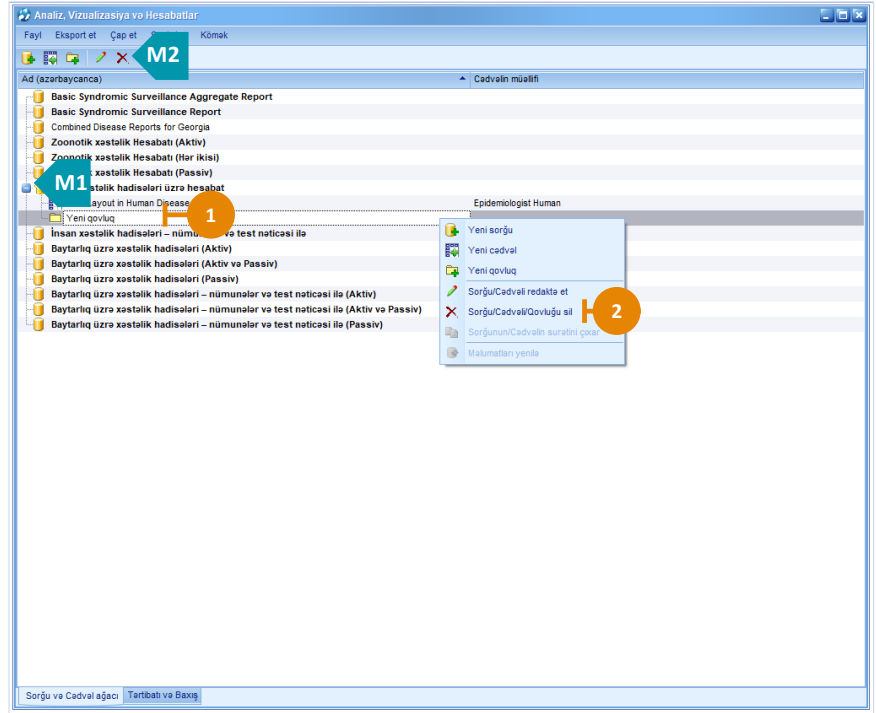 Analiz, Vizualizasiya və Hesabatlar
Fayl Eksport et Çap et Kömək
M2
Ad (azərbaycanca) Cədvəlin müəllifi
Basic Syndromic Surveillance Aggregate Report
Basic Syndromic Surveillance Report
Combined Disease Reports for Georgia
Zoonotik xəstəlik Hesabatı (Aktiv)
Zoonotik xəstəlik Hesabatı (Hər ikisi)
xəstəlik Hesabatı (Passiv)
M1
stəlik hadisələri üzrə hesabat
ayout in Human Disease Epidemiologist Human
Yeni qovluq
1
İnsan xəstəlik hadisələri – nümu və test nəticəsi ilə
Baytarlıq üzrə xəstəlik hadisələri (Aktiv)
Baytarlıq üzrə xəstəlik hadisələri (Aktiv və Passiv)
Baytarlıq üzrə xəstəlik hadisələri (Passiv)
Baytarlıq üzrə xəstəlik hadisələri – nümunələr və test nəticəsi ilə (Aktiv)
Baytarlıq üzrə xəstəlik hadisələri – nümunələr və test nəticəsi ilə (Aktiv və Passiv)
Baytarlıq üzrə xəstəlik hadisələri – nümunələr və test nəticəsi ilə (Passiv)
Yeni sorğu
Yeni cədvəl
Yeni qovluq
Sorğu/Cədvəli redaktə et
Sorğu/Cədvəli/Qovluğu sil
2
Sorğunun/Cədvəlin surətini çıxar
Məlumatları yenilə
Sorğu və Cədvəl ağacı Tərtibatı və Baxış